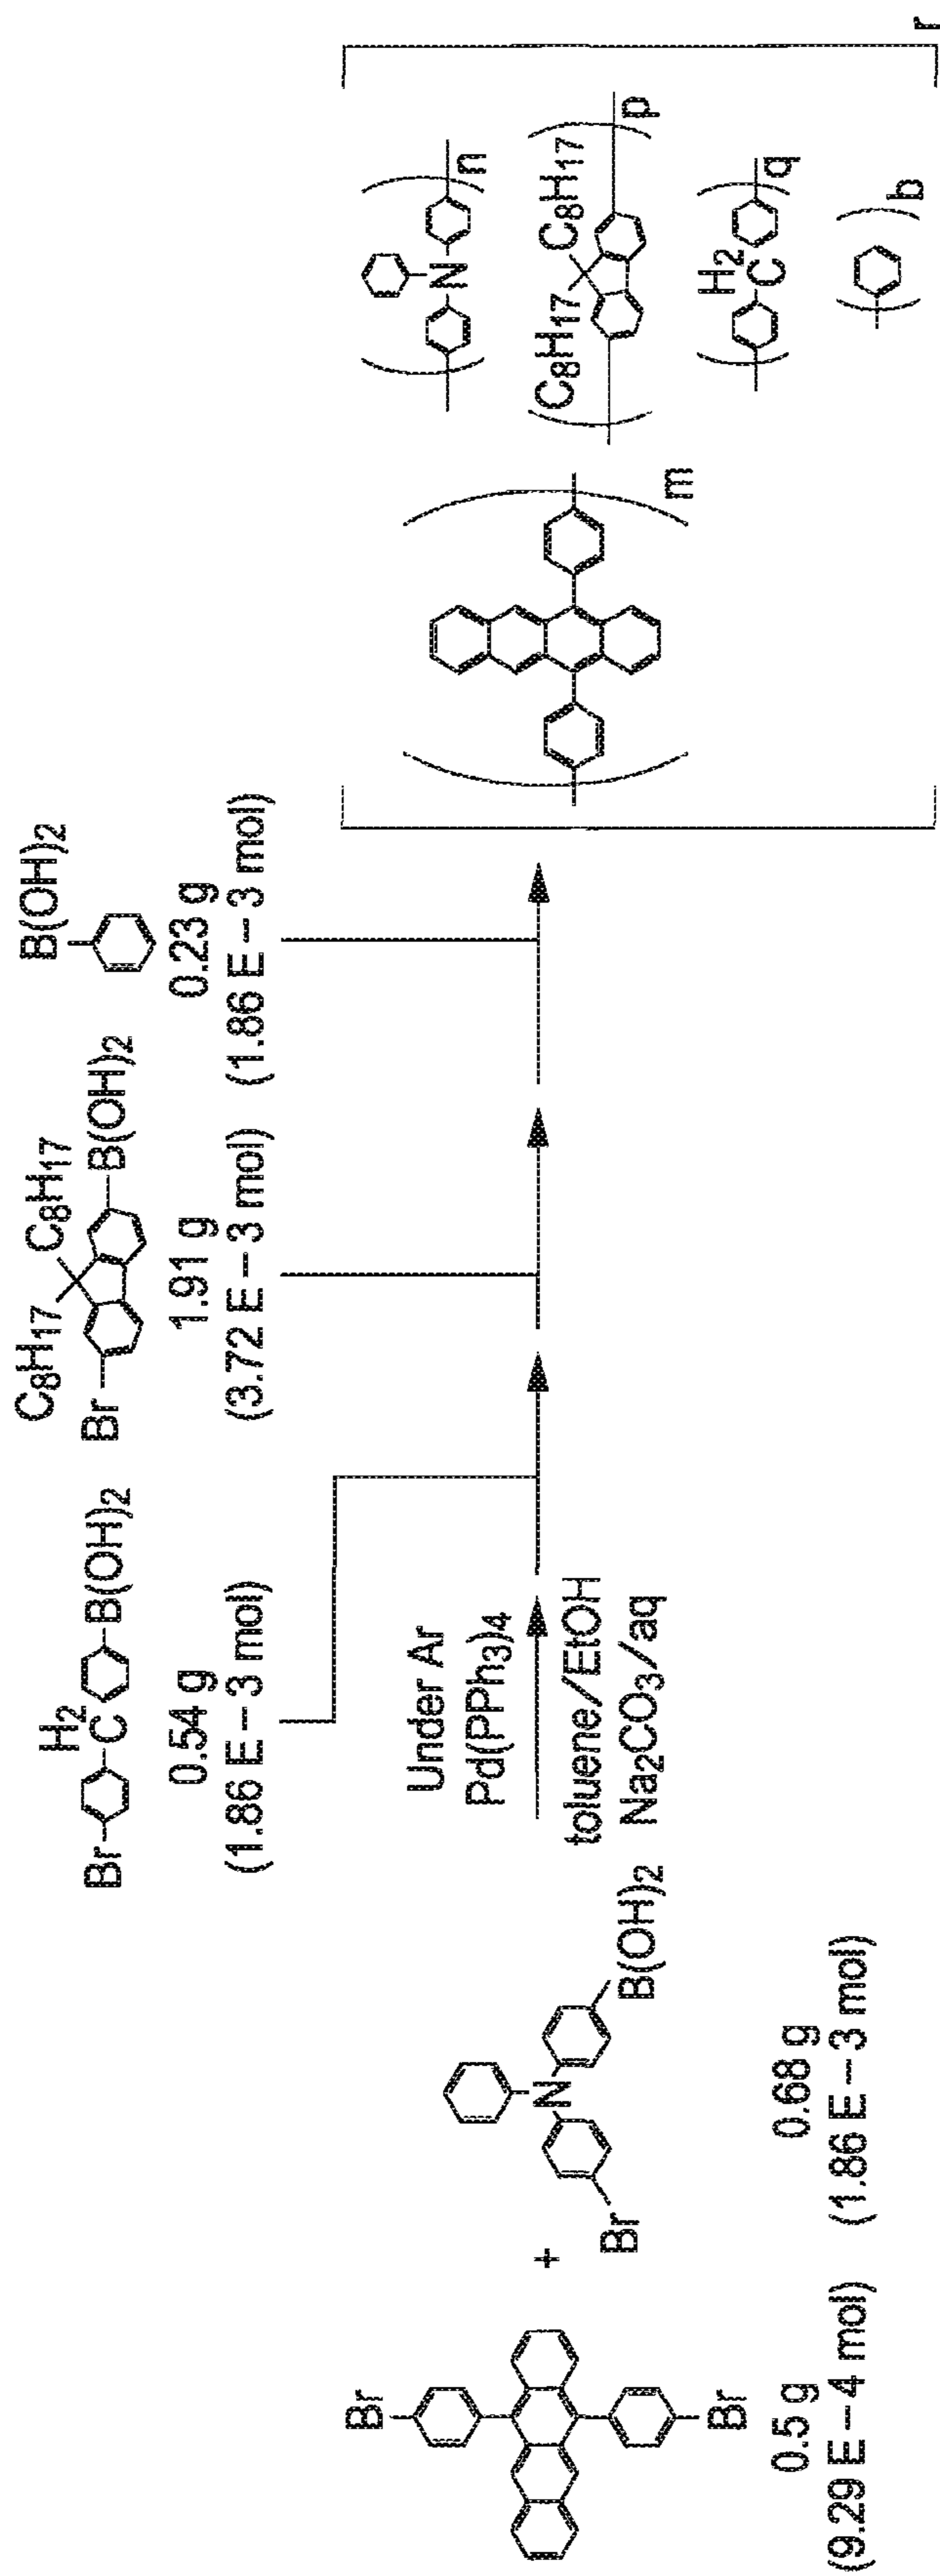 Br
Br
0.5 g
(9.29 E – 4 mol)
+
N
Br
B(OH)2
0.68 g
(1.86 E – 3 mol)
Under Ar
Pd(PPh3)4
toluene/EtOH
Na2CO3/aq
H2
Br C B(OH)2
0.54 g
(1.86 E – 3 mol)
C8H17 C8H17
Br B(OH)2
1.91 g
(3.72 E – 3 mol)
B(OH)2
0.23 g
(1.86 E – 3 mol)
m
N
n
C8H17 C8H17
p
H2
C
q
b
r